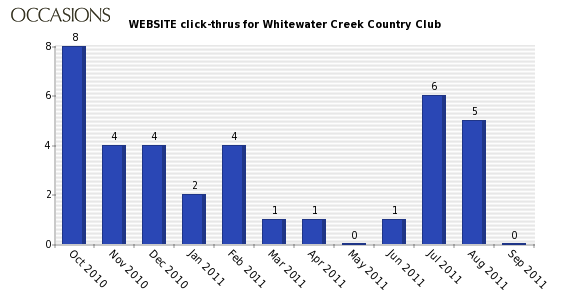 OCCASIONS
WEBSITE click-thrus for Whitewater Creek Country Club
8
6
4
2
0
8
4
4
2
4
1
1
0
1
6
5
0
Oct 2010
Nov 2010
Dec 2010
Jan 2011
Feb 2011
Mar 2011
Apr 2011
May 2011
Jun 2011
Jul 2011
Aug 2011
Sep 2011